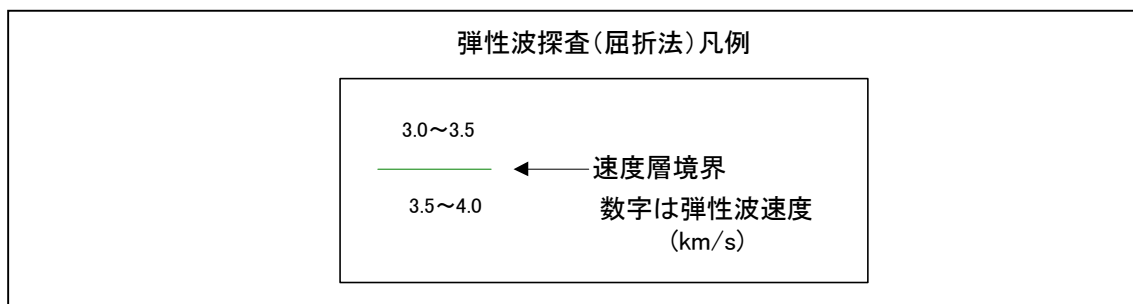 弾性波探査（屈折法）凡例
3.0～3.5
速度層境界
3.5～4.0
数字は弾性波速度
(km/s)